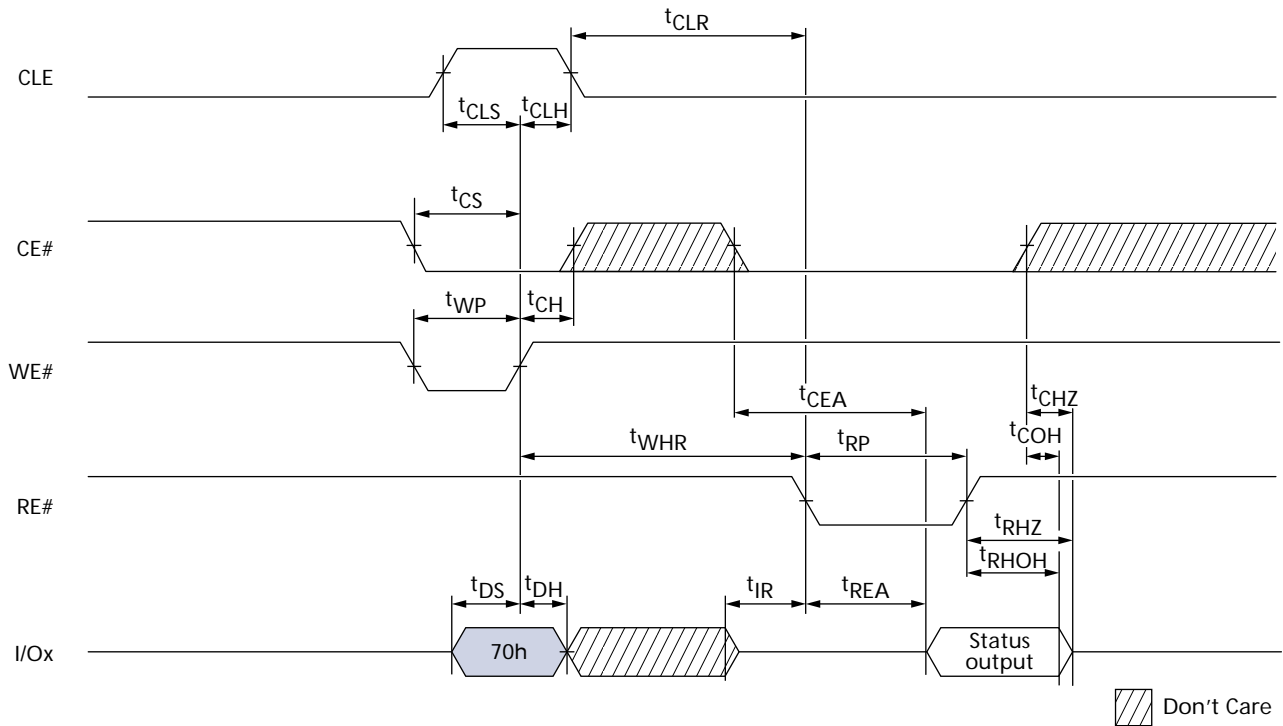 tCLR
CLE
tCLS tCLH
tCS
CE#
tWP tCH
WE#
tCEA tCHZ
tCOH
tWHR tRP
RE#
tRHZ
tRHOH
tDS tDH tIR tREA
I/Ox 70h Status
output
Don't Care